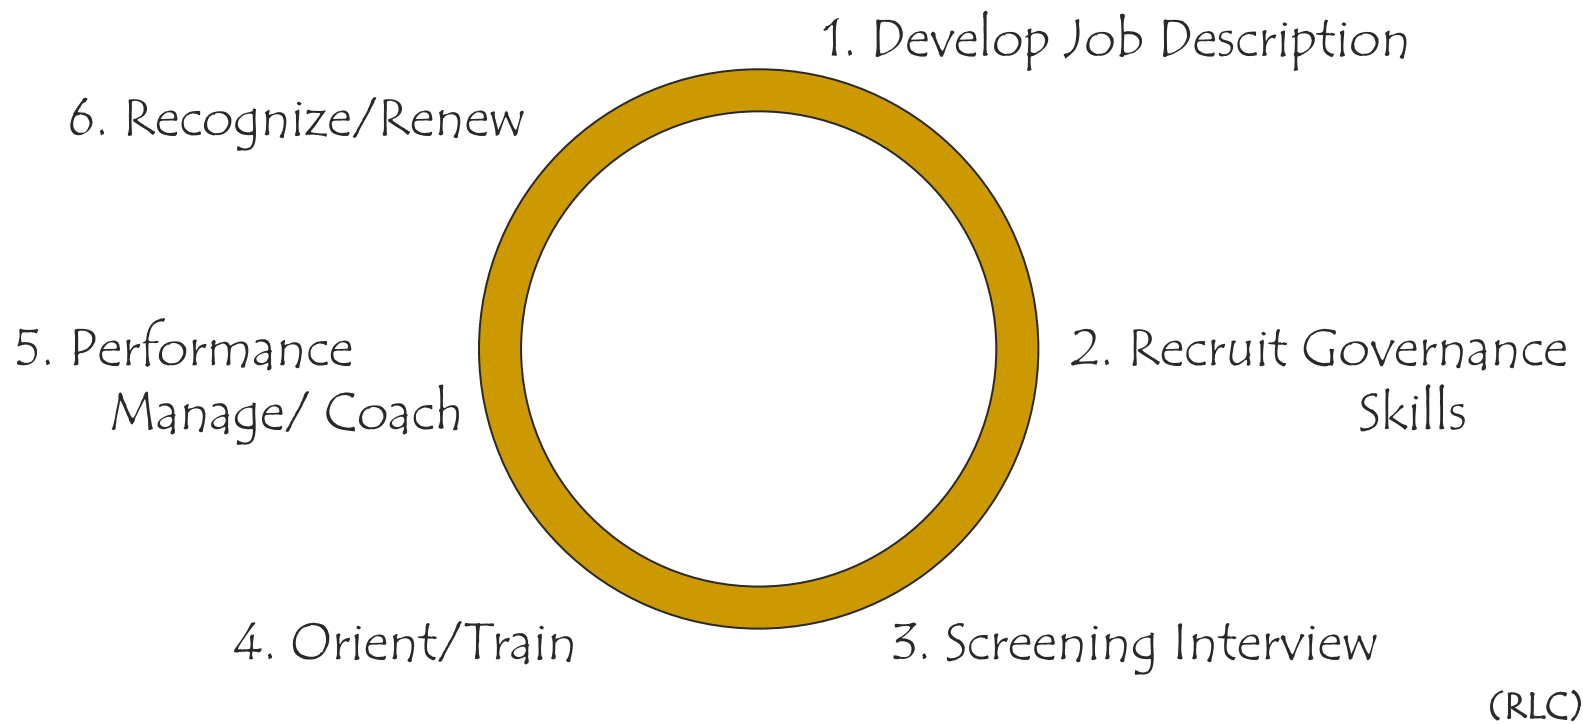 1. Develop Job Description
2. Recruit Governance
Skills
3. Screening Interview
4. Orient/Train
5. Performance
Manage/ Coach
6. Recognize/Renew
(RLC)